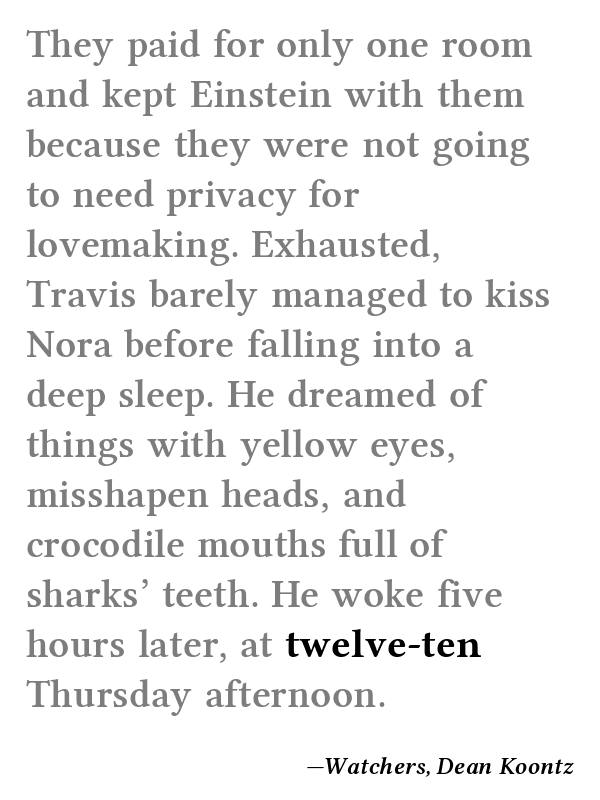 They paid for only one room
and kept Einstein with them
because they were not going
to need privacy for
lovemaking. Exhausted,
Travis barely managed to kiss
Nora before falling into a
deep sleep. He dreamed of
things with yellow eyes,
misshapen heads, and
crocodile mouths full of
sharks’ teeth. He woke five
hours later, at twelve-ten
Thursday afternoon.
—Watchers, Dean Koontz